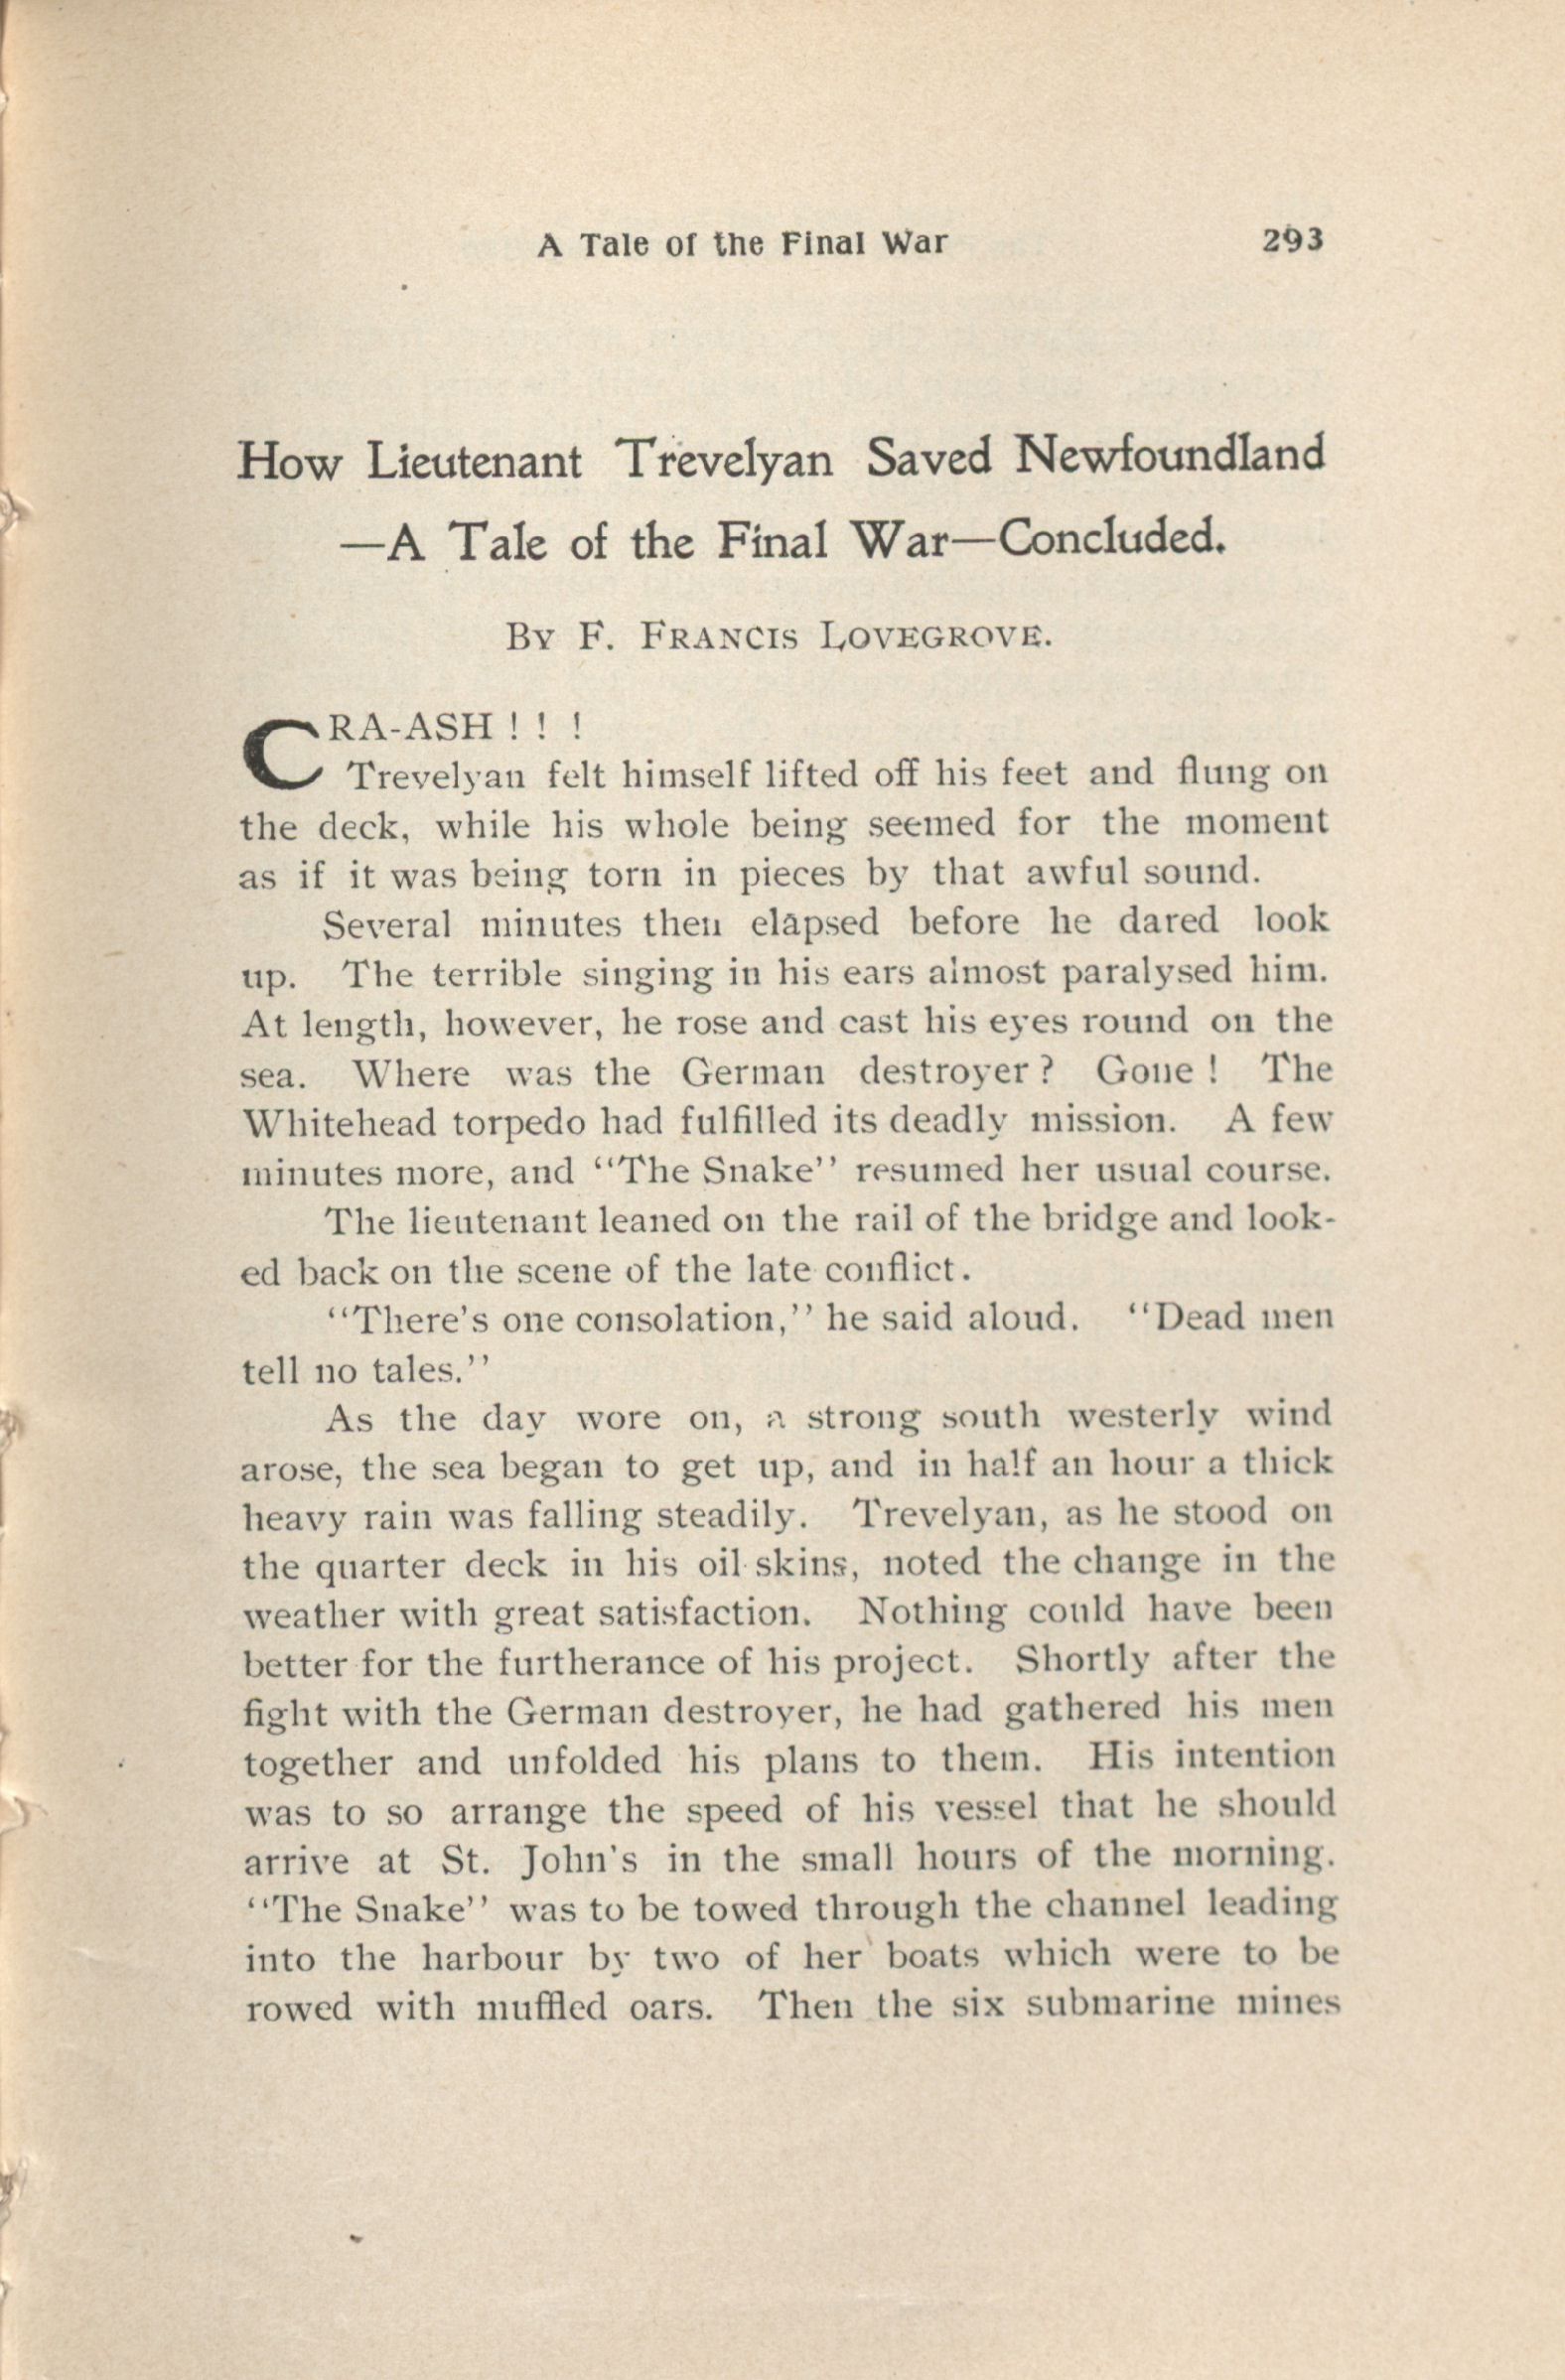 A Tale of the Final War 293
How Lieutenant Trevelyan Saved Newfoundland
—A Tale of the Final War—Concluded.
By F. Francis Lovegrove.
CRA-ASH ! ! !
Trevelyan felt himself lifted off his feet and flung on
the deck, while his whole being seemed for the moment
as if it was being torn in pieces by that awful sound.
Several minutes then elapsed before he dared look
up. The terrible singing in his ears almost paralysed him.
At length, however, he rose and cast his eyes round on the
sea. Where was the German destroyer? Gone! The
Whitehead torpedo had fulfilled its deadly mission. A few
minutes more, and "The Snake" resumed her usual course.
The lieutenant leaned on the rail of the bridge and look-
ed back on the scene of the late conflict.
"There's one consolation," he said aloud. "Dead men
tell no tales."
As the day wore on, a strong south westerly wind
arose, the sea began to get up, and in half an hour a thick
heavy rain was falling steadily. Trevelyan, as he stood on
the quarter deck in his oil skins, noted the change in the
weather with great satisfaction. Nothing could have been
better for the furtherance of his project. Shortly after the
fight with the German destroyer, he had gathered his men
together and unfolded his plans to them. His intention
was to so arrange the speed of his vessel that he should
arrive at St. John's in the small hours of the morning.
"The Snake" was to be towed through the channel leading
into the harbour by two of her boats which were to be
rowed with muffled oars. Then the six submarine mines